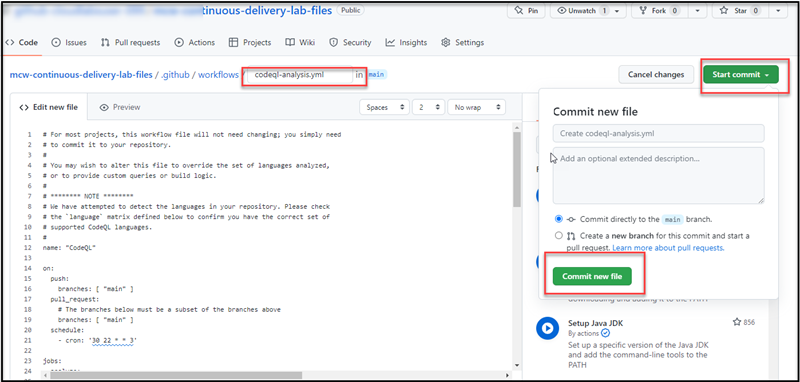 tinuous-delivery-lab-files Public
Pin Unwatch 1 Fork 0 Star 0
Code Issues Pull requests Actions Projects Wiki Security Insights Settings
mcw-continuous-delivery-lab-files / .github / workflows / codeql-analysis.yml in main
Cancel changes Start commit
Edit new file Preview Spaces 2 No wrap
1 # For most projects, this workflow file will not need changing; you simply need
2 # to commit it to your repository.
3 #
4 # You may wish to alter this file to override the set of languages analyzed,
5 # or to provide custom queries or build logic.
6 #
7 # ******** NOTE ********
8 # We have attempted to detect the languages in your repository. Please check
9 # the `language` matrix defined below to confirm you have the correct set of
10 # supported CodeQL languages.
11 #
12 name: "CodeQL"
13
14 on:
15 push:
16 branches: [ "main" ]
17 pull_request:
18 # The branches below must be a subset of the branches above
19 branches: [ "main" ]
20 schedule:
21 - cron: '30 22 * * 3'
22
23 jobs:
24
Commit new file
Create codeql-analysis.yml
Add an optional extended description...
Commit directly to the main branch.
Create a new branch for this commit and start a
pull request. Learn more about pull requests.
Commit new file
downloading and adding it to the PATH
Setup Java JDK 856
By actions
Set up a specific version of the Java JDK
and add the command-line tools to the
PATH